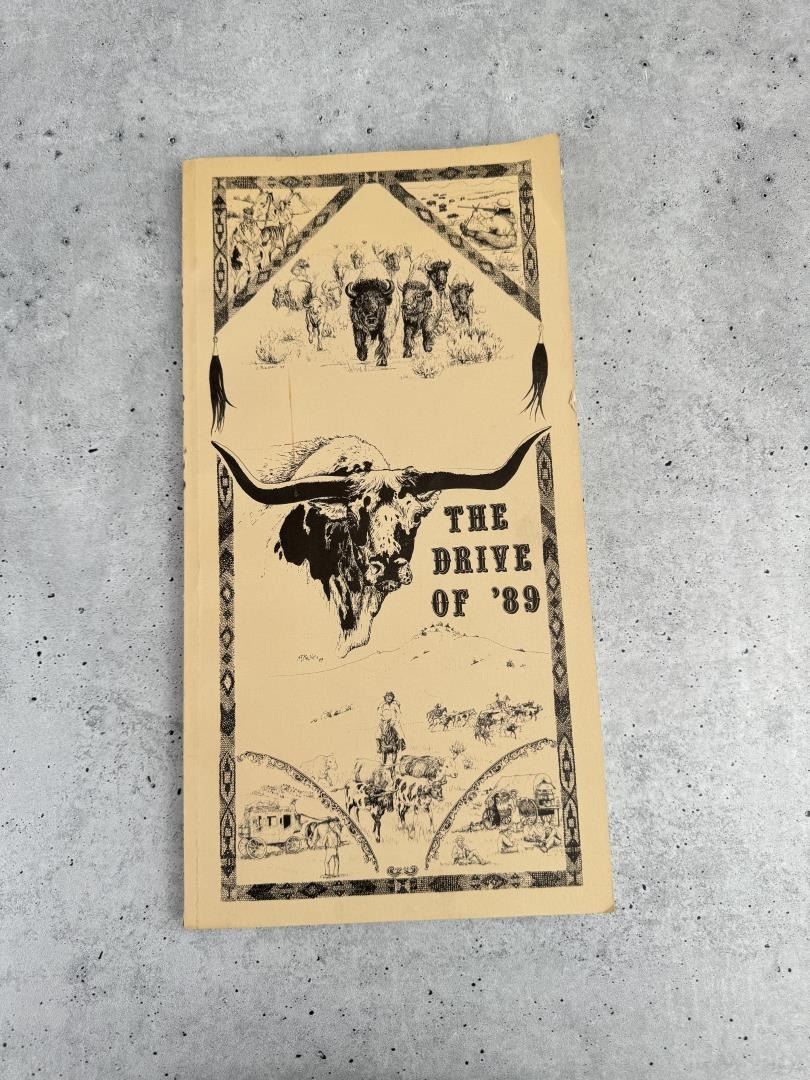 THE
DRIVE
OF '89